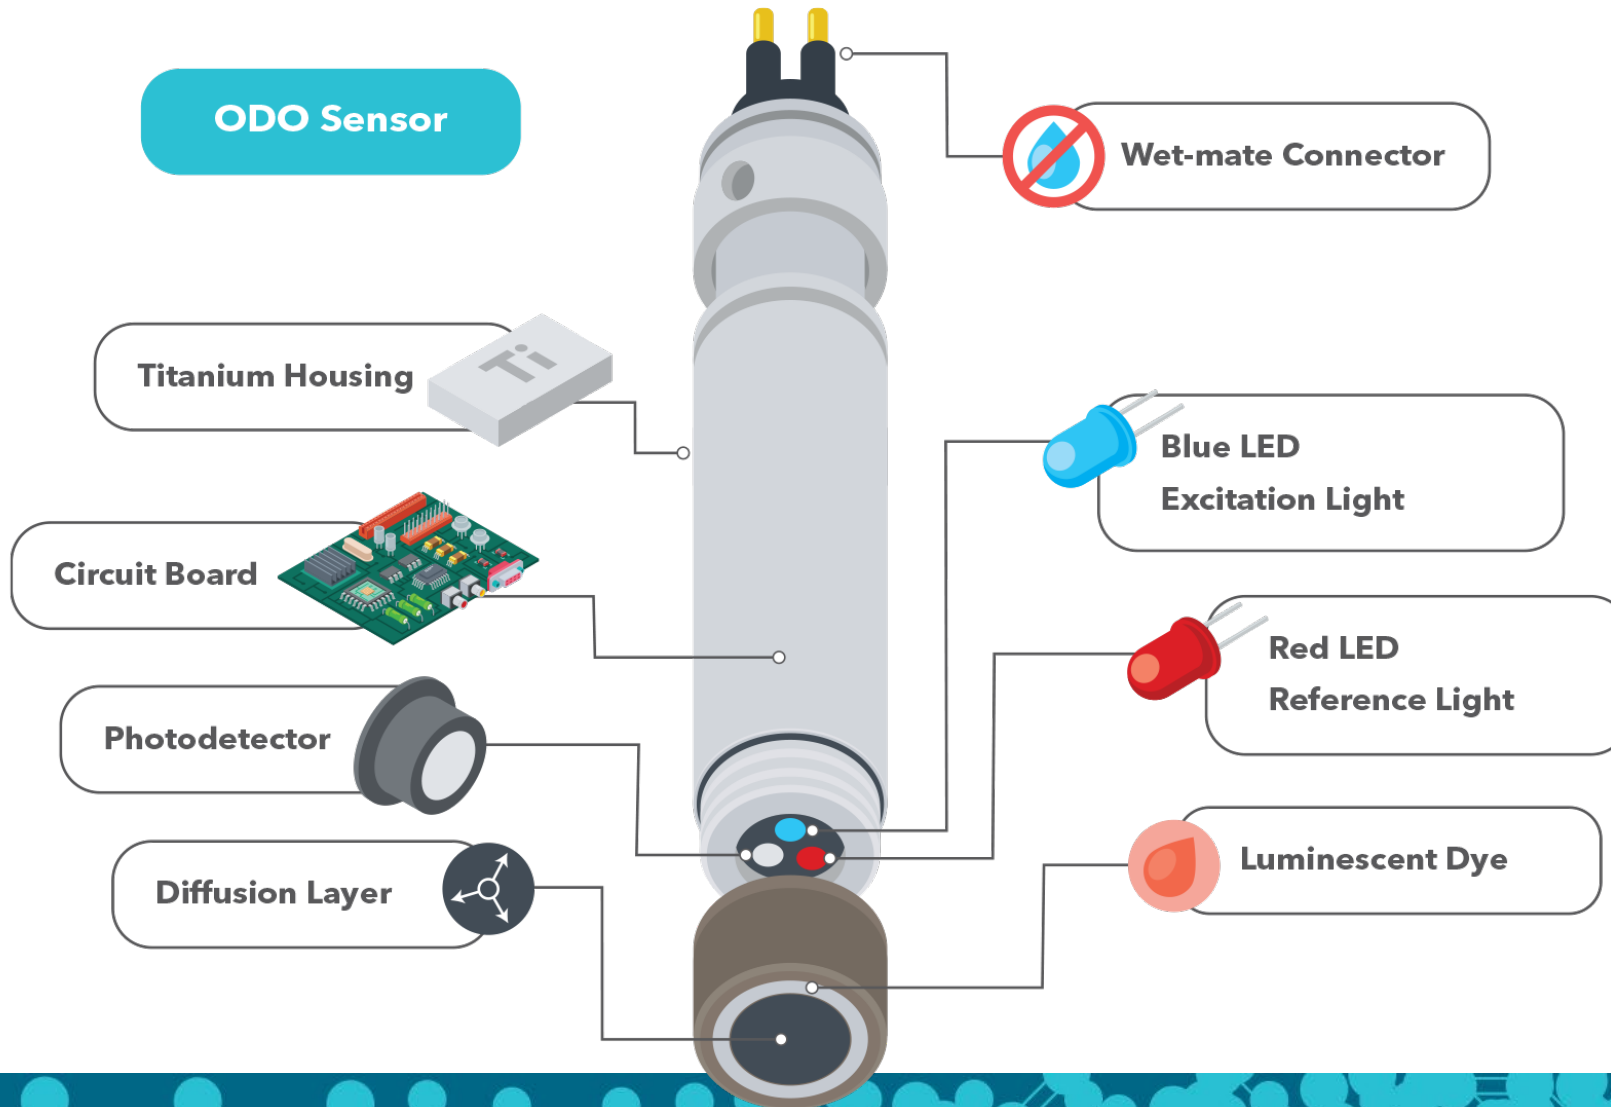 ODO Sensor
Wet-mate Connector
Titanium Housing
Ti
Blue LED
Excitation Light
Circuit Board
Red LED
Reference Light
Photodetector
Luminescent Dye
Diffusion Layer